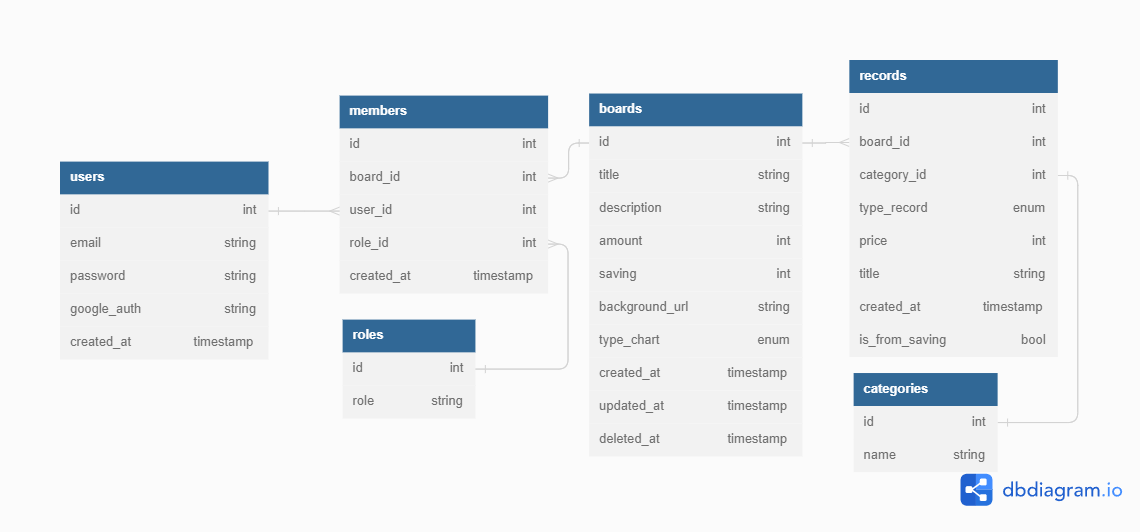 users
id int
email string
password string
google_auth string
created_at timestamp
members
id int
board_id int
user_id int
role_id int
created_at timestamp
roles
id int
role string
boards
id int
title string
description string
amount int
saving int
background_url string
type_chart enum
created_at timestamp
updated_at timestamp
deleted_at timestamp
records
id int
board_id int
category_id int
type_record enum
price int
title string
created_at timestamp
is_from_saving bool
categories
id int
name string
dbdiagram.io